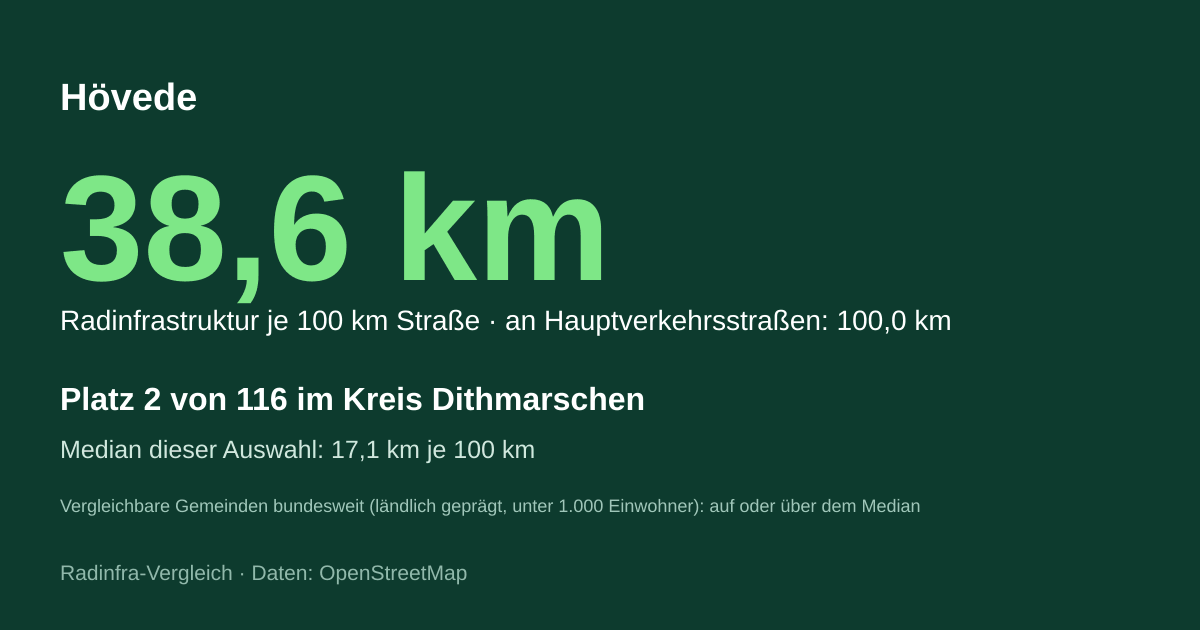 Hövede
38,6 km
Radinfrastruktur je 100 km Straße · an Hauptverkehrsstraßen: 100,0 km
Platz 2 von 116 im Kreis Dithmarschen
Median dieser Auswahl: 17,1 km je 100 km
Vergleichbare Gemeinden bundesweit (ländlich geprägt, unter 1.000 Einwohner): auf oder über dem Median
Radinfra-Vergleich · Daten: OpenStreetMap